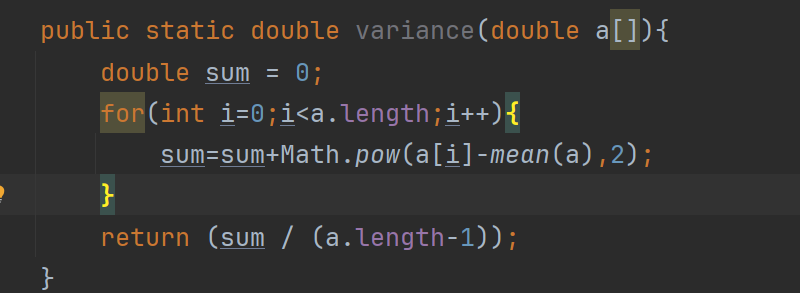 public static double variance(double a[]){
double sum = 0;
for(int i=0;i<a.length;i++){
sum=sum+Math.pow(a[i]-mean(a),2);
}
return (sum / (a.length-1));
}